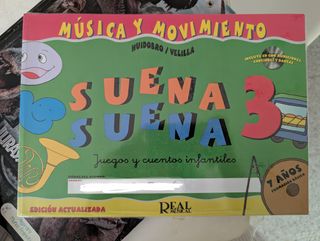 MÚSICA Y MOVIMIENTO
HUIDOBRO / VELILLA
SUENA
SUENA
3
Juegos y cuentos infantiles
7 AÑOS
EDICIÓN ACTUALIZADA
REAL
MUSICAL